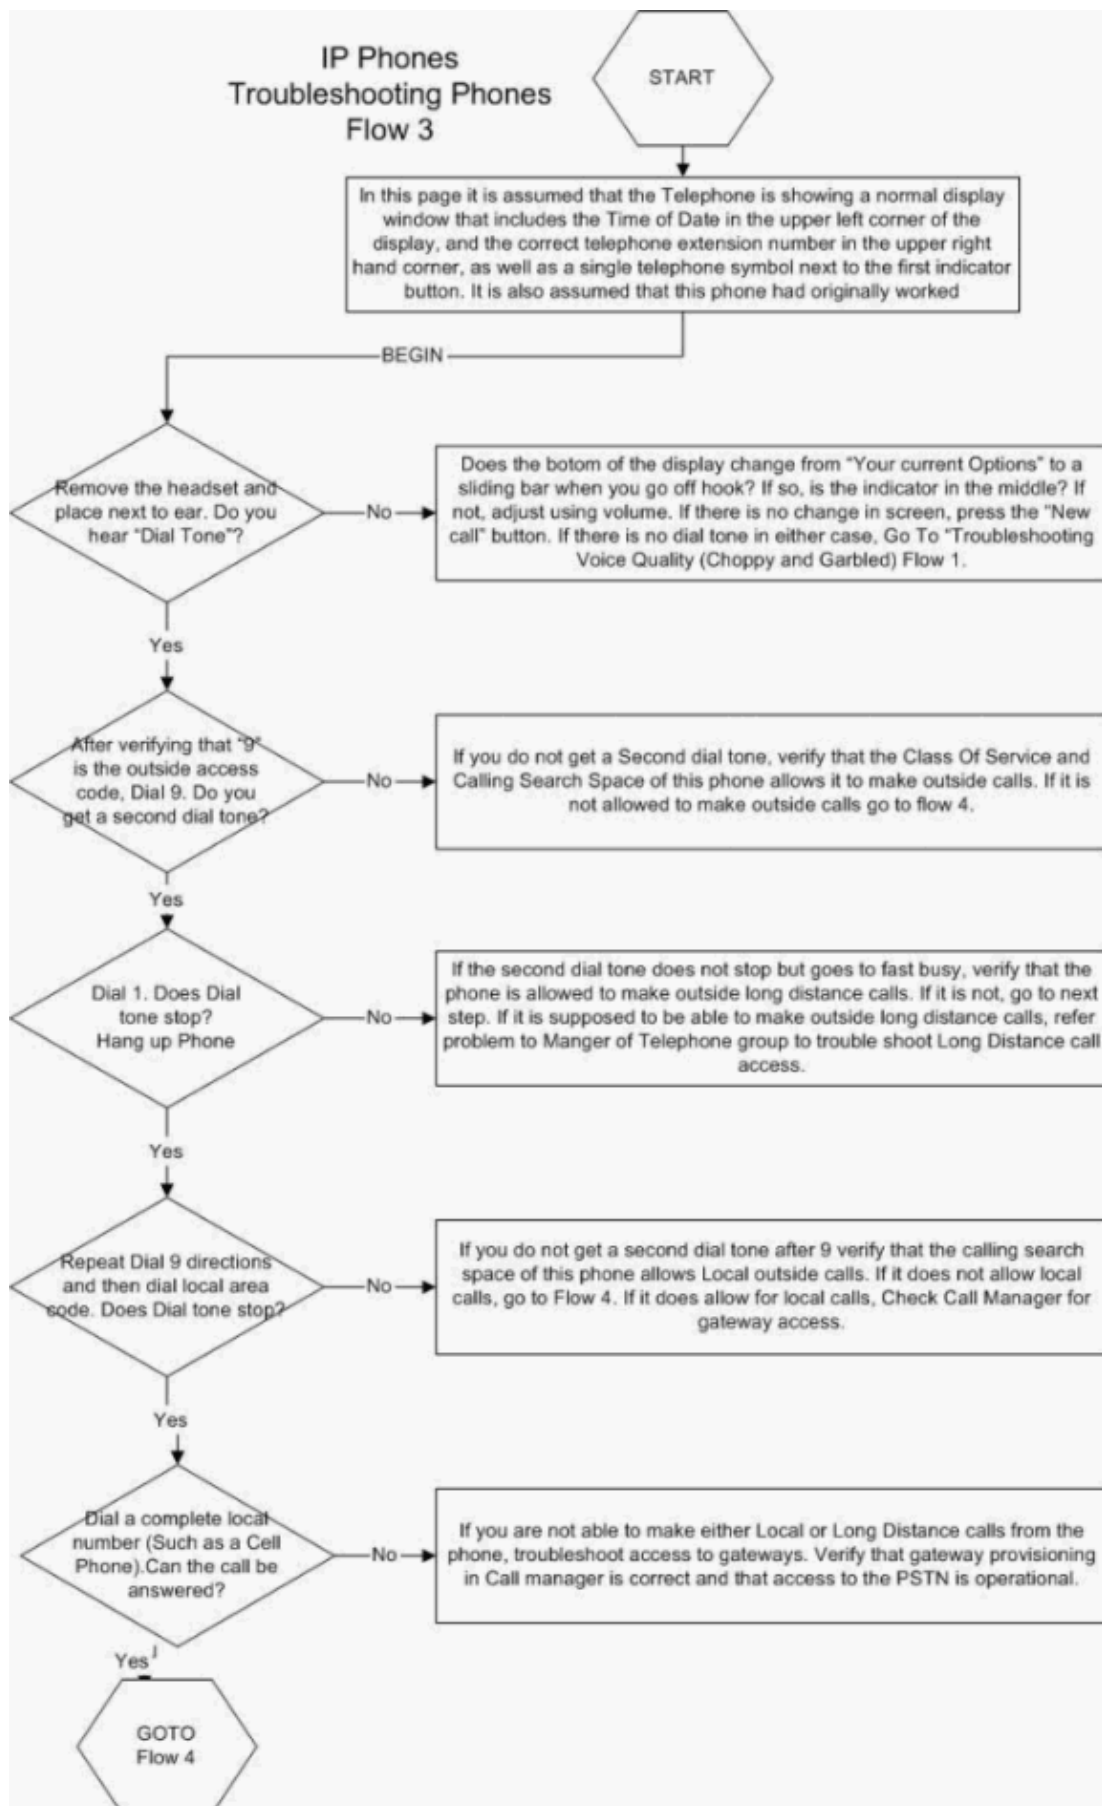 IP Phones
Troubleshooting Phones
Flow 3
START
In this page it is assumed that the Telephone is showing a normal display
window that includes the Time of Date in the upper left corner of the
display, and the correct telephone extension number in the upper right
hand corner, as well as a single telephone symbol next to the first indicator
button. It is also assumed that this phone had originally worked
BEGIN
Remove the headset and
place next to ear. Do you
hear “Dial Tone”?
No
Does the botom of the display change from “Your current Options” to a
sliding bar when you go off hook? If so, is the indicator in the middle? If
not, adjust using volume. If there is no change in screen, press the “New
call” button. If there is no dial tone in either case, Go To “Troubleshooting
Voice Quality (Choppy and Garbled) Flow 1.
Yes
After verifying that “9”
is the outside access
code, Dial 9. Do you
get a second dial tone?
No
If you do not get a Second dial tone, verify that the Class Of Service and
Calling Search Space of this phone allows it to make outside calls. If it is
not allowed to make outside calls go to flow 4.
Yes
Dial 1. Does Dial
tone stop?
Hang up Phone
No
If the second dial tone does not stop but goes to fast busy, verify that the
phone is allowed to make outside long distance calls. If it is not, go to next
step. If it is supposed to be able to make outside long distance calls, refer
problem to Manger of Telephone group to trouble shoot Long Distance call
access.
Yes
Repeat Dial 9 directions
and then dial local area
code. Does Dial tone stop?
No
If you do not get a second dial tone after 9 verify that the calling search
space of this phone allows Local outside calls. If it does not allow local
calls, go to Flow 4. If it does allow for local calls, Check Call Manager for
gateway access.
Yes
Dial a complete local
number (Such as a Cell
Phone).Can the call be
answered?
No
If you are not able to make either Local or Long Distance calls from the
phone, troubleshoot access to gateways. Verify that gateway provisioning
in Call manager is correct and that access to the PSTN is operational.
Yes
GOTO
Flow 4